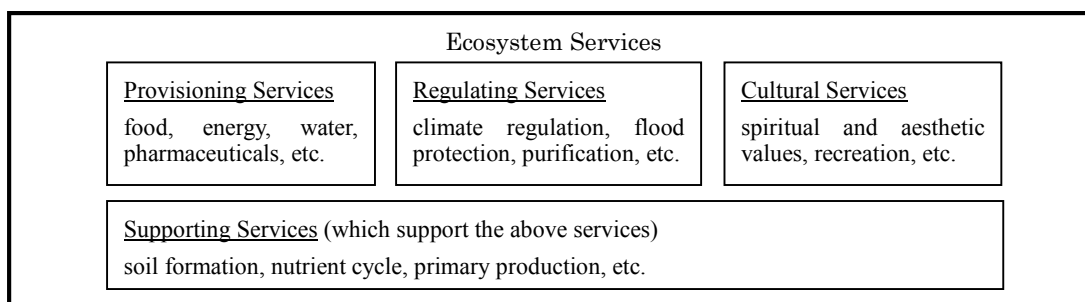 Ecosystem Services
Provisioning Services
food, energy, water,
pharmaceuticals, etc.
Regulating Services
climate regulation, flood
protection, purification, etc.
Cultural Services
spiritual and aesthetic
values, recreation, etc.
Supporting Services (which support the above services)
soil formation, nutrient cycle, primary production, etc.